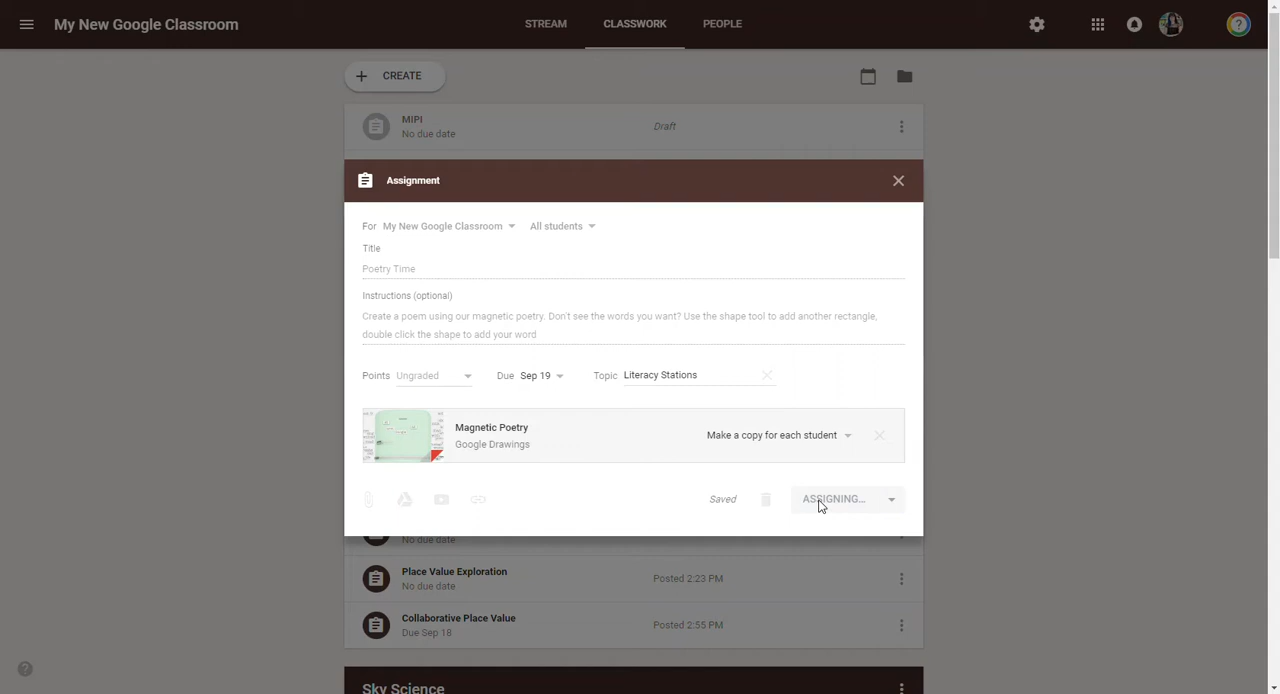 My New Google Classroom
STREAM
CLASSWORK
PEOPLE
CREATE
MIPI
No due date
Draft
Assignment
For My New Google Classroom All students
Title
Poetry Time
Instructions (optional)
Create a poem using our magnetic poetry. Don't see the words you want? Use the shape tool to add another rectangle,
double click the shape to add your word
Points Ungraded Due Sep 19 Topic Literacy Stations
Magnetic Poetry
Google Drawings
Make a copy for each student
Saved
ASSIGNING...
No due date
Place Value Exploration
No due date
Posted 2:23 PM
Collaborative Place Value
Due Sep 18
Posted 2:55 PM
Sky Science